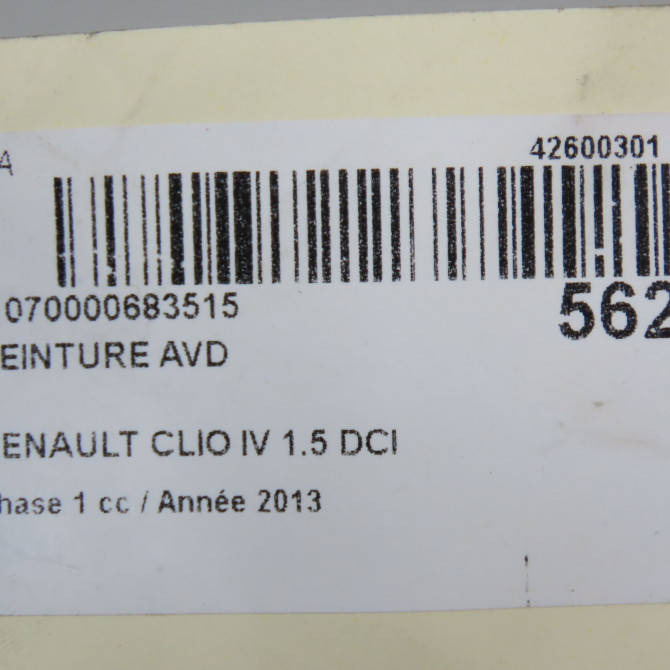 A
42600301
070000683515
562
EINTURE AVD
ENAULT CLIO IV 1.5 DCI
hase 1 cc / Année 2013